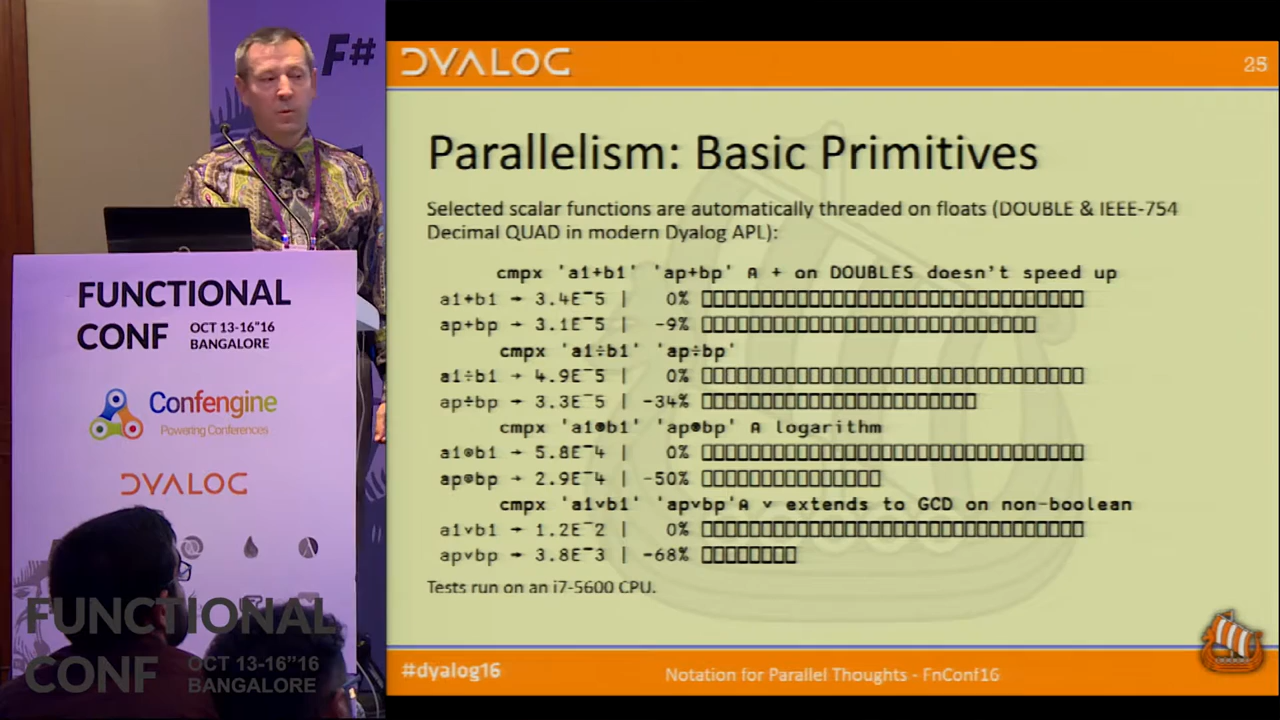 F#
FUNCTIONAL
CONF OCT 13-16"16
BANGALORE
Confengine
Powering Conferences
DYALOG
FUNCTIONAL
CONF OCT 13-16"16
BANGALORE
DYALOG
25
Parallelism: Basic Primitives
Selected scalar functions are automatically threaded on floats (DOUBLE & IEEE-754
Decimal QUAD in modern Dyalog APL):
cmpx 'a1+b1' 'ap+bp' ⍝ + on DOUBLES doesn't speed up
a1+b1 → 3.4E¯5 | 0% ⎕⎕⎕⎕⎕⎕⎕⎕⎕⎕⎕⎕⎕⎕⎕⎕⎕⎕⎕⎕⎕⎕⎕⎕⎕⎕⎕⎕⎕⎕⎕⎕
ap+bp → 3.1E¯5 | -9% ⎕⎕⎕⎕⎕⎕⎕⎕⎕⎕⎕⎕⎕⎕⎕⎕⎕⎕⎕⎕⎕⎕⎕⎕⎕⎕⎕⎕
cmpx 'a1÷b1' 'ap÷bp'
a1÷b1 → 4.9E¯5 | 0% ⎕⎕⎕⎕⎕⎕⎕⎕⎕⎕⎕⎕⎕⎕⎕⎕⎕⎕⎕⎕⎕⎕⎕⎕⎕⎕⎕⎕⎕⎕⎕⎕
ap÷bp → 3.3E¯5 | -34% ⎕⎕⎕⎕⎕⎕⎕⎕⎕⎕⎕⎕⎕⎕⎕⎕⎕⎕⎕⎕⎕⎕⎕
cmpx 'a1⍟b1' 'ap⍟bp' ⍝ logarithm
a1⍟b1 → 5.8E¯4 | 0% ⎕⎕⎕⎕⎕⎕⎕⎕⎕⎕⎕⎕⎕⎕⎕⎕⎕⎕⎕⎕⎕⎕⎕⎕⎕⎕⎕⎕⎕⎕⎕⎕
ap⍟bp → 2.9E¯4 | -50% ⎕⎕⎕⎕⎕⎕⎕⎕⎕⎕⎕⎕⎕⎕⎕
cmpx 'a1∨b1' 'ap∨bp'⍝ ∨ extends to GCD on non-boolean
a1∨b1 → 1.2E¯2 | 0% ⎕⎕⎕⎕⎕⎕⎕⎕⎕⎕⎕⎕⎕⎕⎕⎕⎕⎕⎕⎕⎕⎕⎕⎕⎕⎕⎕⎕⎕⎕⎕⎕
ap∨bp → 3.8E¯3 | -68% ⎕⎕⎕⎕⎕⎕⎕⎕
Tests run on an i7-5600 CPU.
#dyalog16
Notation for Parallel Thoughts - FnConf16